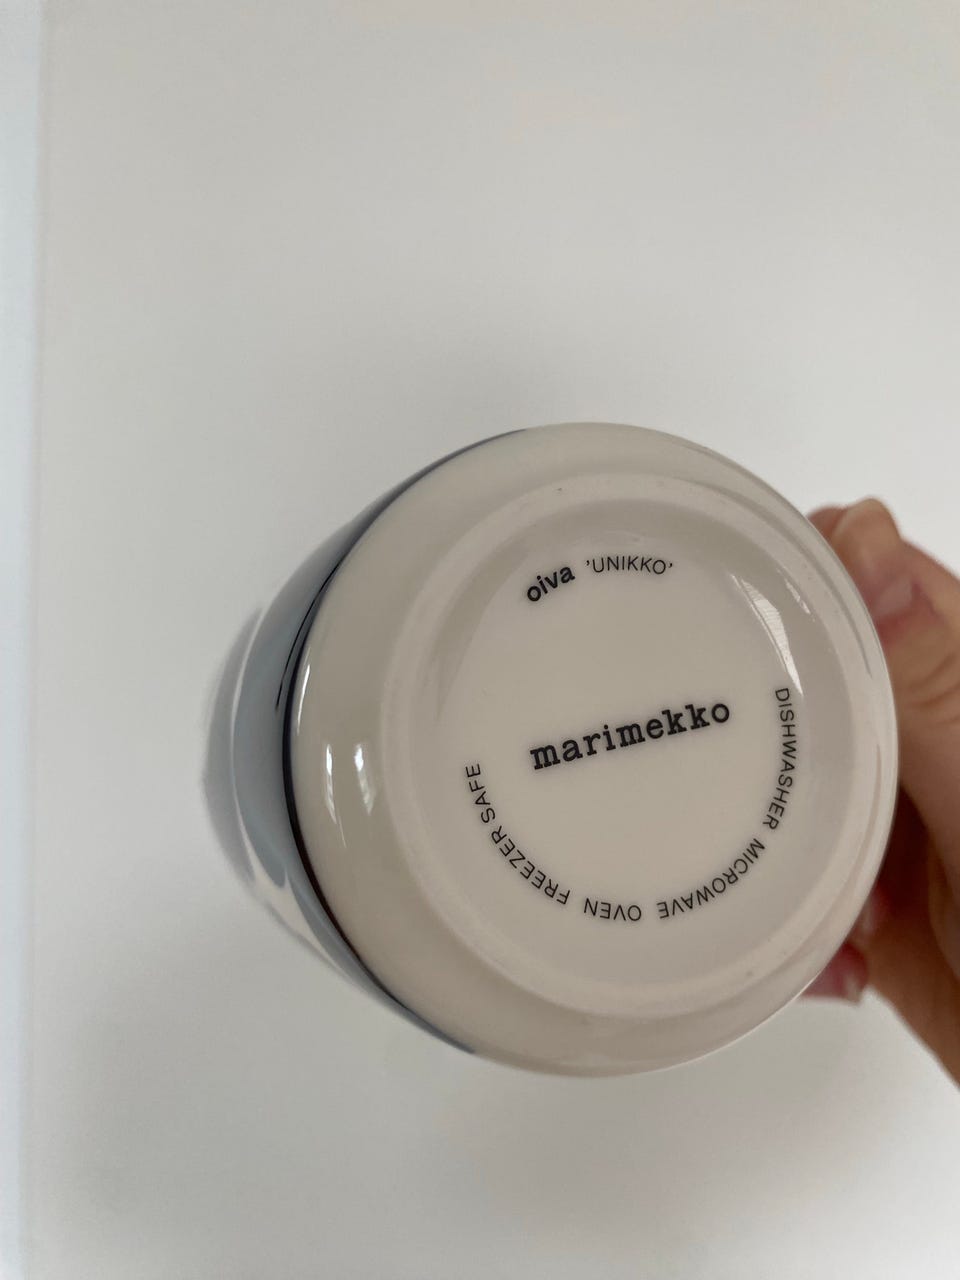 oiva 'UNIKKO'
marimekko
DISHWASHER MICROWAVE OVEN FREEZER SAFE